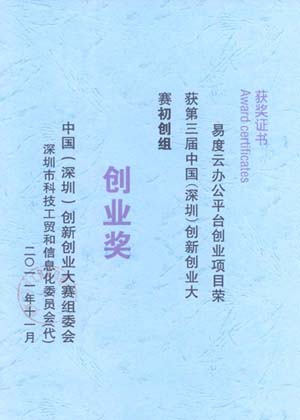 获奖证书
Award certificates
易度云办公平台创业项目荣
获第三届中国(深圳)创新创业大
赛初创组
创业奖
中国(深圳)创新创业大赛组委会
深圳市科技工贸和信息化委员会(代)
二〇一一年十一月